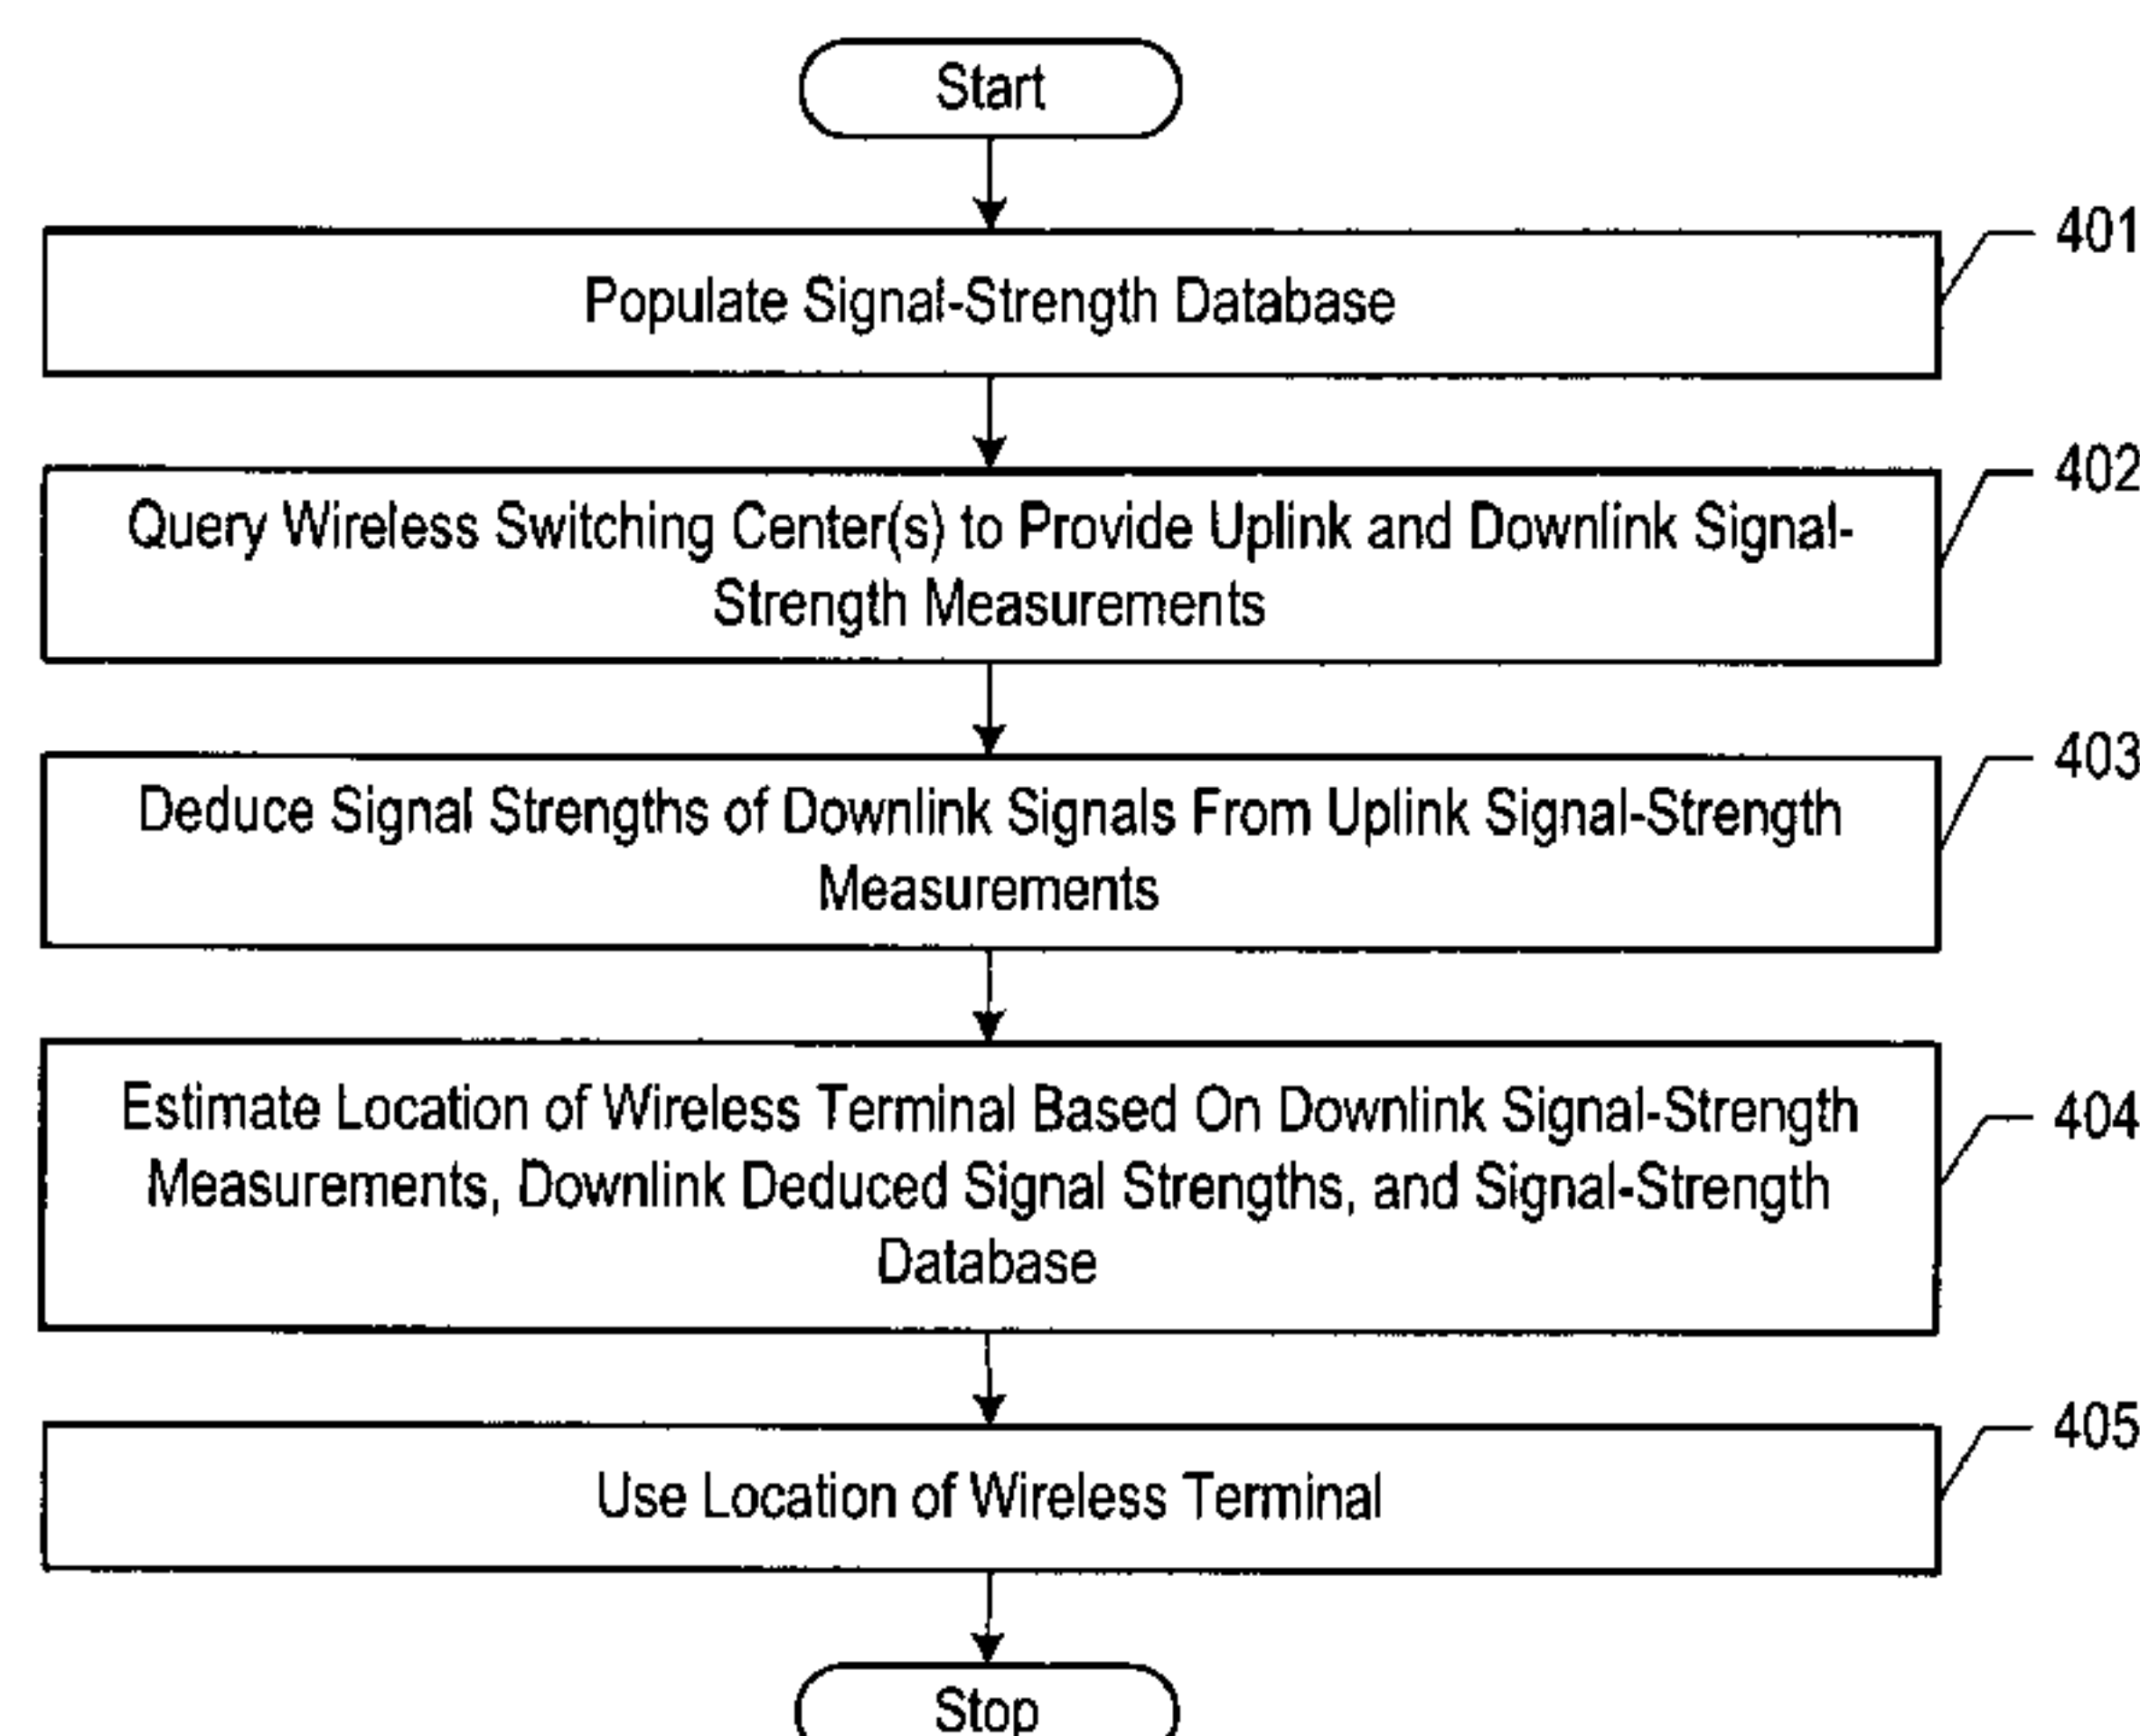 Start
401
Populate Signal-Strength Database
402
Query Wireless Switching Center(s) to Provide Uplink and Downlink Signal-
Strength Measurements
403
Deduce Signal Strengths of Downlink Signals From Uplink Signal-Strength
Measurements
404
Estimate Location of Wireless Terminal Based On Downlink Signal-Strength
Measurements, Downlink Deduced Signal Strengths, and Signal-Strength
Database
405
Use Location of Wireless Terminal
Stop